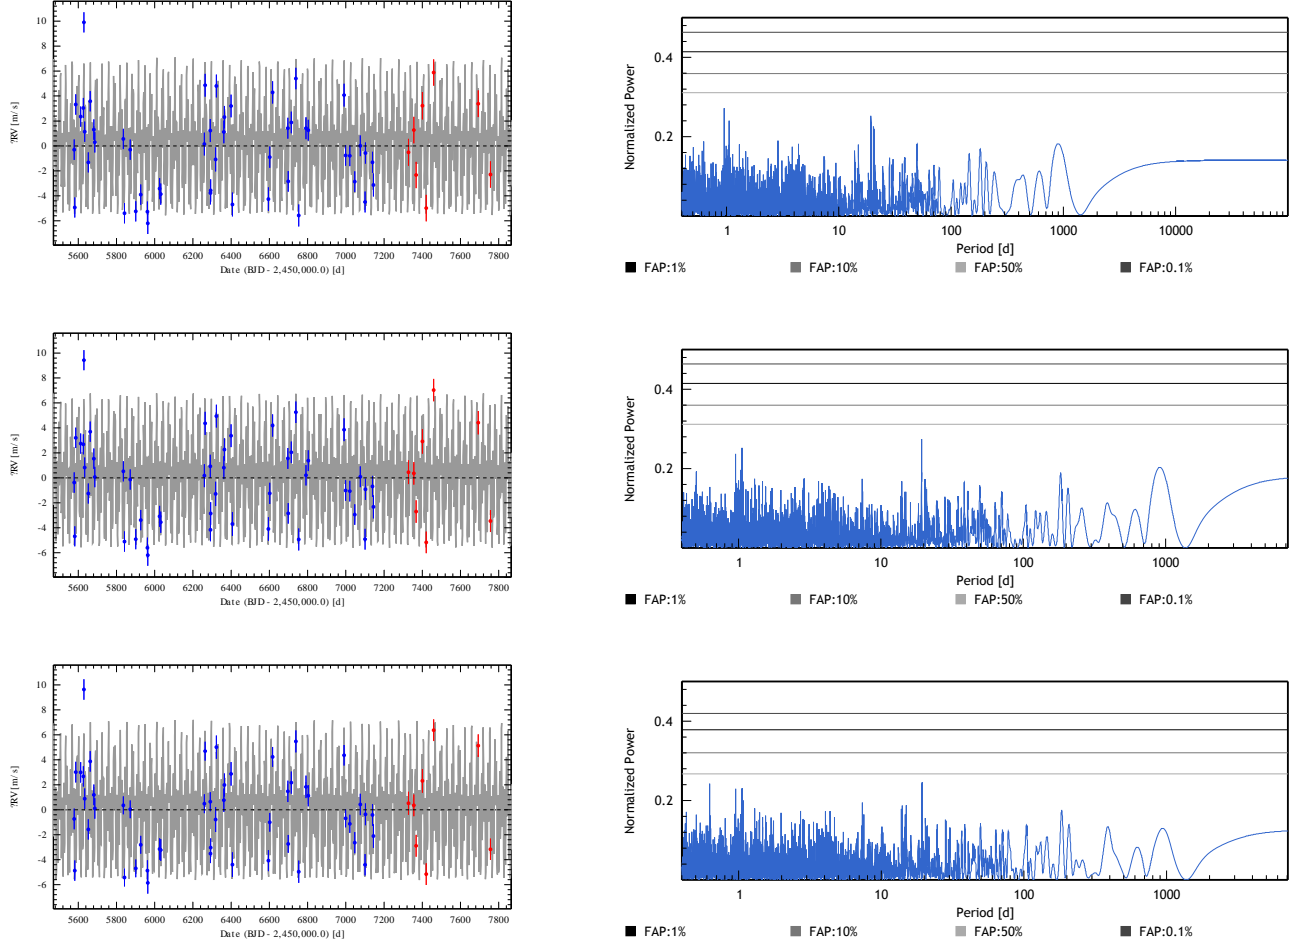 10
8
6
4
2
0
-2
-4
-6
?RV [m/s]
5600 5800 6000 6200 6400 6600 6800 7000 7200 7400 7600 7800
Date (BJD - 2,450,000.0) [d]
0.4
0.2
Normalized Power
1 10 100 1000 10000
Period [d]
FAP:1% FAP:10% FAP:50% FAP:0.1%
10
8
6
4
2
0
-2
-4
-6
?RV [m/s]
5600 5800 6000 6200 6400 6600 6800 7000 7200 7400 7600 7800
Date (BJD - 2,450,000.0) [d]
0.4
0.2
Normalized Power
1 10 100 1000
Period [d]
FAP:1% FAP:10% FAP:50% FAP:0.1%
10
8
6
4
2
0
-2
-4
-6
?RV [m/s]
5600 5800 6000 6200 6400 6600 6800 7000 7200 7400 7600 7800
Date (BJD - 2,450,000.0) [d]
0.4
0.2
Normalized Power
1 10 100 1000
Period [d]
FAP:1% FAP:10% FAP:50% FAP:0.1%